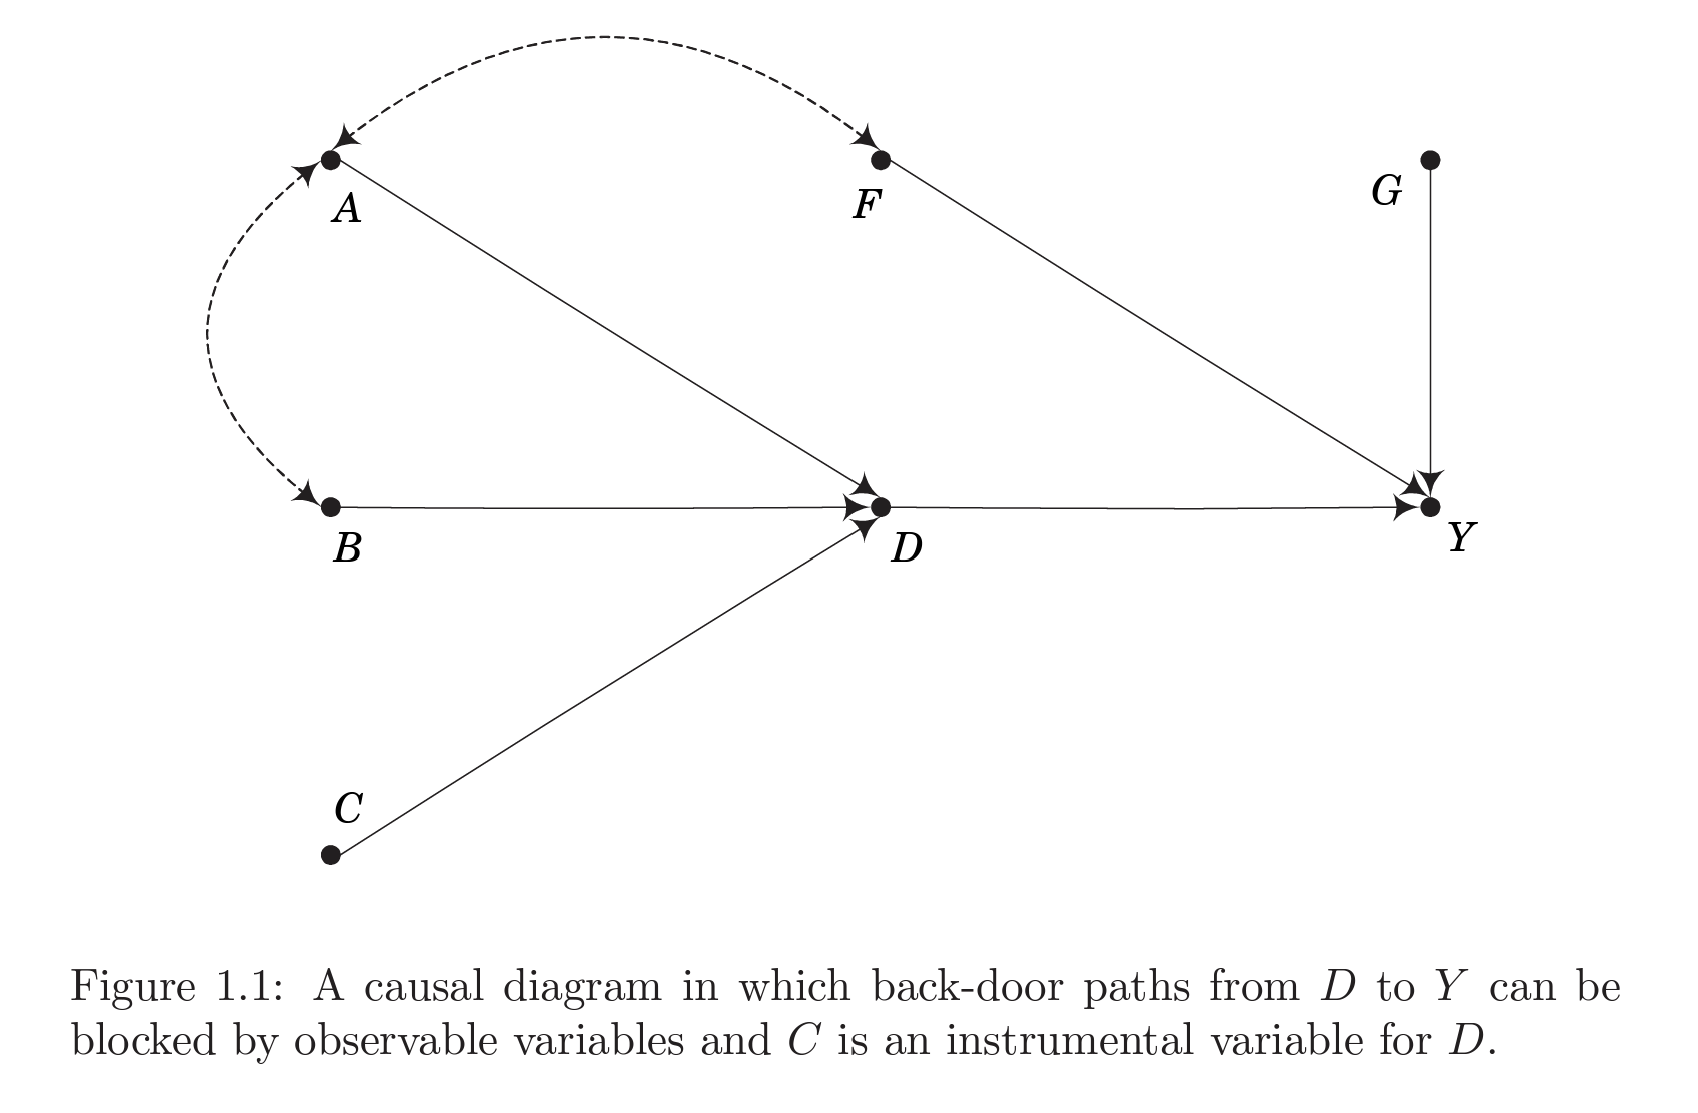 A
F
G
B
D
Y
C
Figure 1.1: A causal diagram in which back-door paths from D to Y can be
blocked by observable variables and C is an instrumental variable for D.